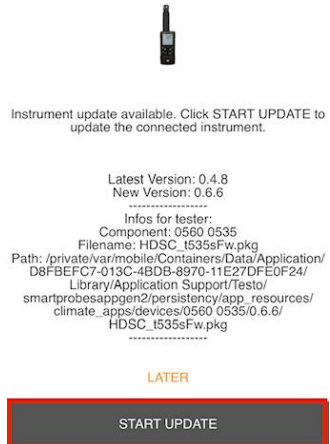 Instrument update available. Click START UPDATE to
update the connected instrument.
Latest Version: 0.4.8
New Version: 0.6.6
------------------
Infos for tester:
Component: 0560 0535
Filename: HDSC_t535sFw.pkg
Path: /private/var/mobile/Containers/Data/Application/
D8FBEFC7-013C-4BDB-8970-11E27DFE0F24/
Library/Application Support/Testo/
smartprobesappgen2/persistency/app_resources/
climate_apps/devices/0560 0535/0.6.6/
HDSC_t535sFw.pkg
------------------
LATER
START UPDATE